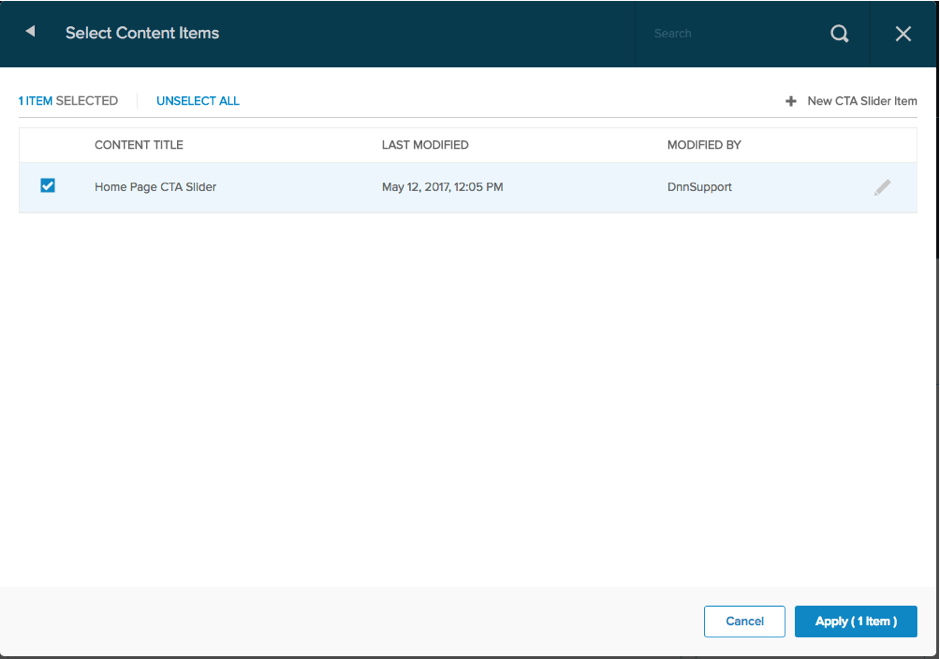 Select Content Items
Search
1 ITEM SELECTED
UNSELECT ALL
New CTA Slider Item
CONTENT TITLE LAST MODIFIED MODIFIED BY
Home Page CTA Slider May 12, 2017, 12:05 PM DnnSupport
Cancel
Apply ( 1 Item )